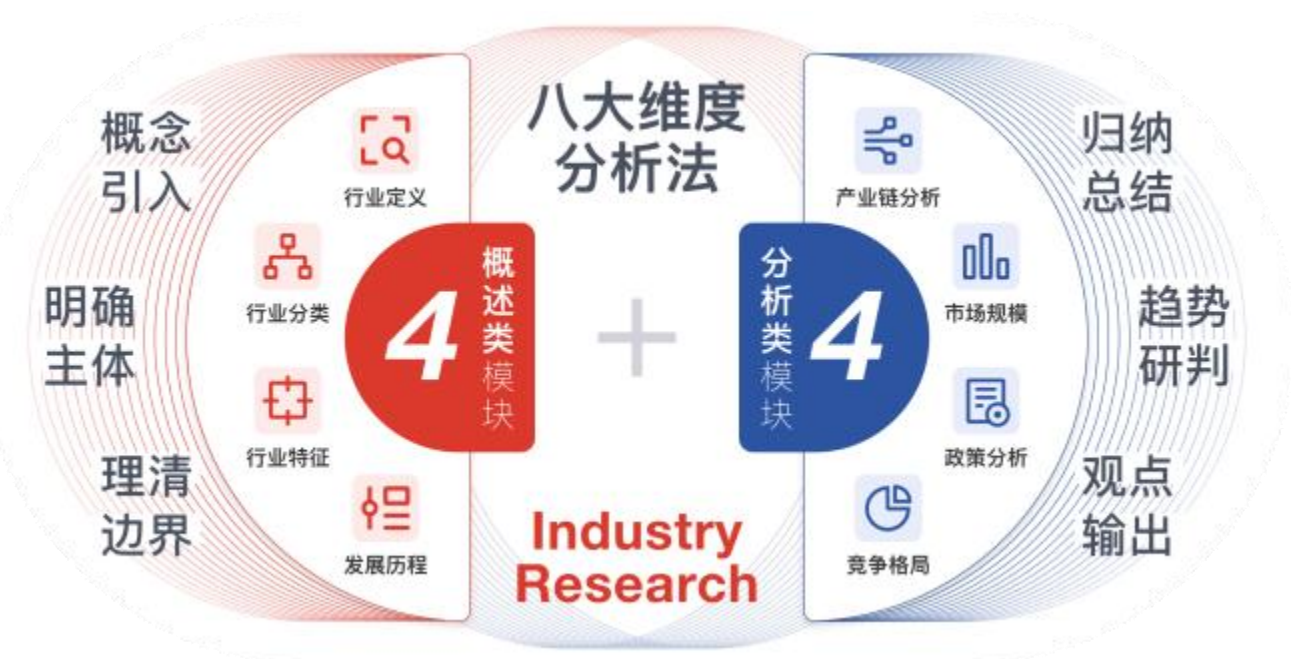 八大维度
分析法
概念
引入
明确
主体
理清
边界
行业定义
行业分类
行业特征
发展历程
4
概述类模块
分析类模块
4
产业链分析
市场规模
政策分析
竞争格局
归纳
总结
趋势
研判
观点
输出
Industry
Research